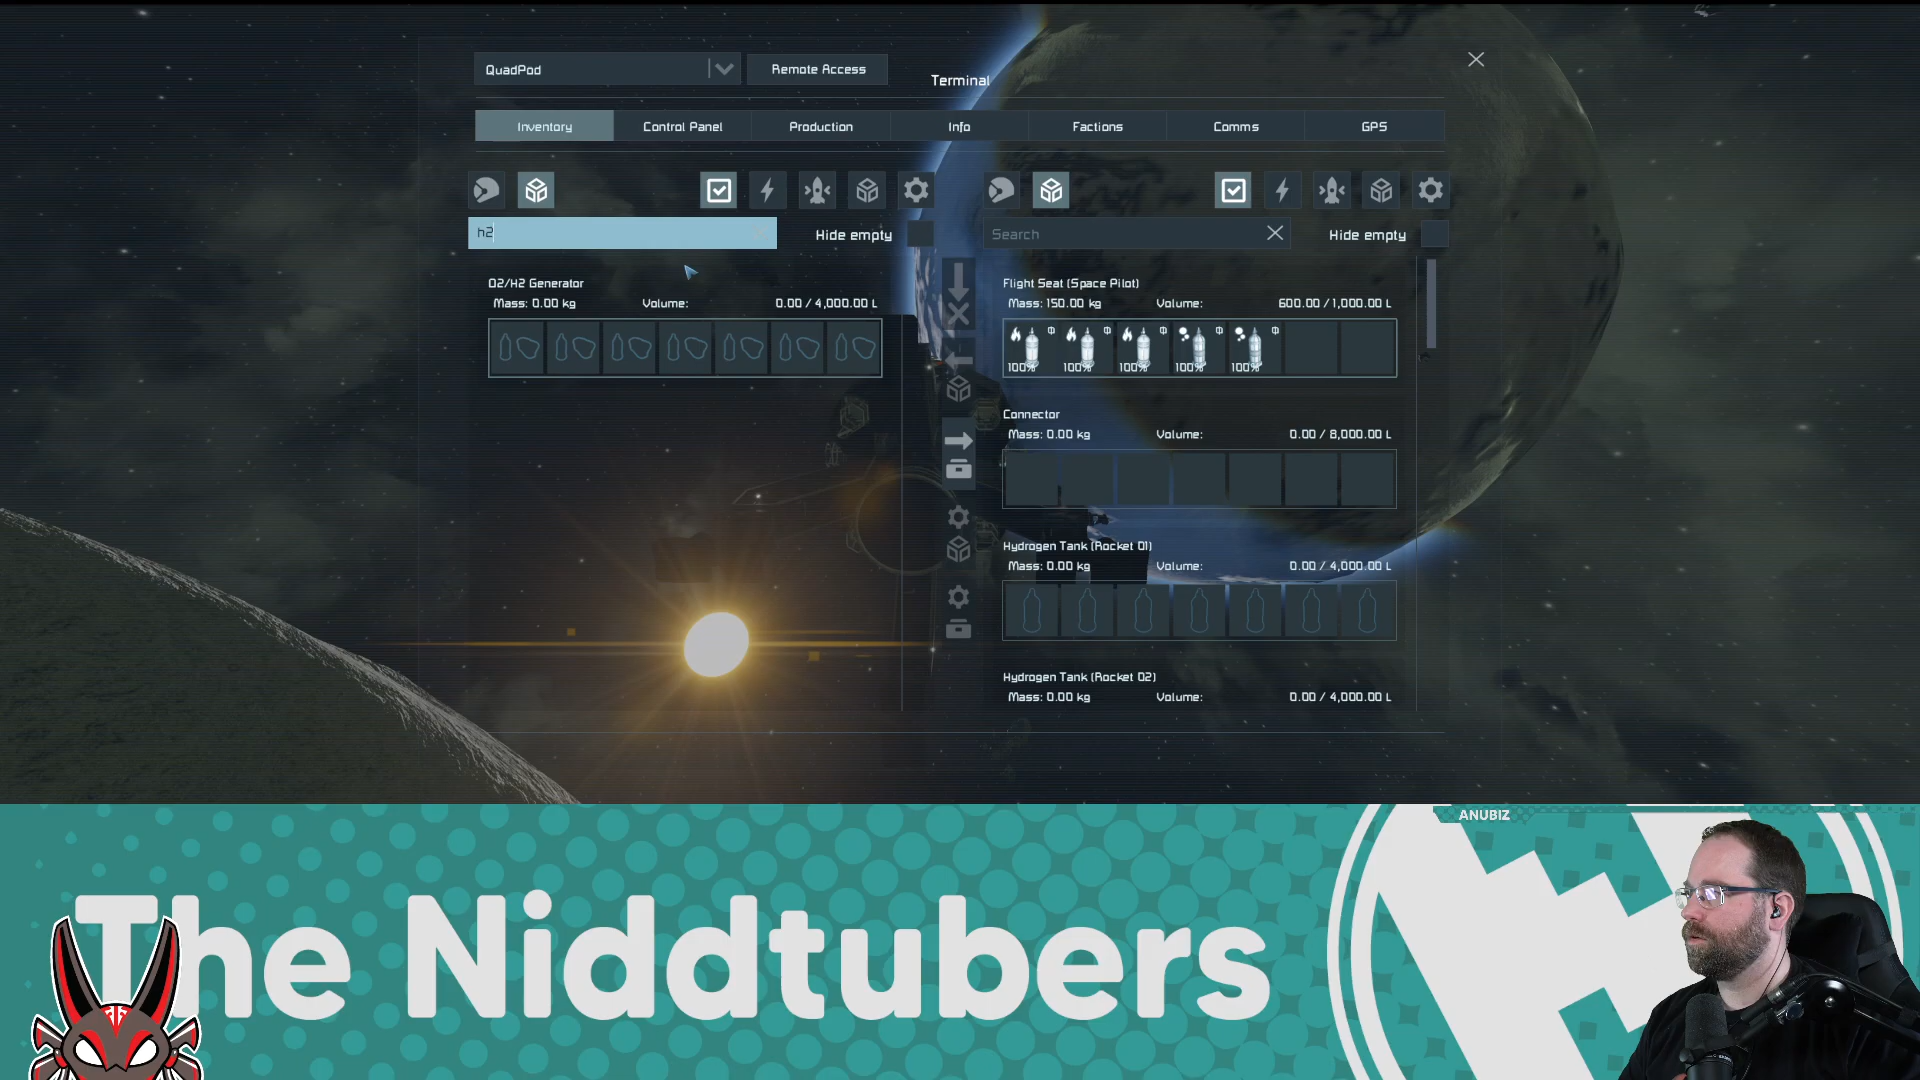 QuadPod
Remote Access
Terminal
Inventory
Control Panel
Production
Info
Factions
Comms
GPS
h2
Hide empty
Search
Hide empty
O2/H2 Generator
Mass: 0.00 kg Volume: 0.00 / 4,000.00 L
Flight Seat (Space Pilot)
Mass: 150.00 kg Volume: 600.00 / 1,000.00 L
100% 100% 100% 100% 100%
Connector
Mass: 0.00 kg Volume: 0.00 / 8,000.00 L
Hydrogen Tank (Rocket 01)
Mass: 0.00 kg Volume: 0.00 / 4,000.00 L
Hydrogen Tank (Rocket 02)
Mass: 0.00 kg Volume: 0.00 / 4,000.00 L
ANUBIZ
The Niddtubers